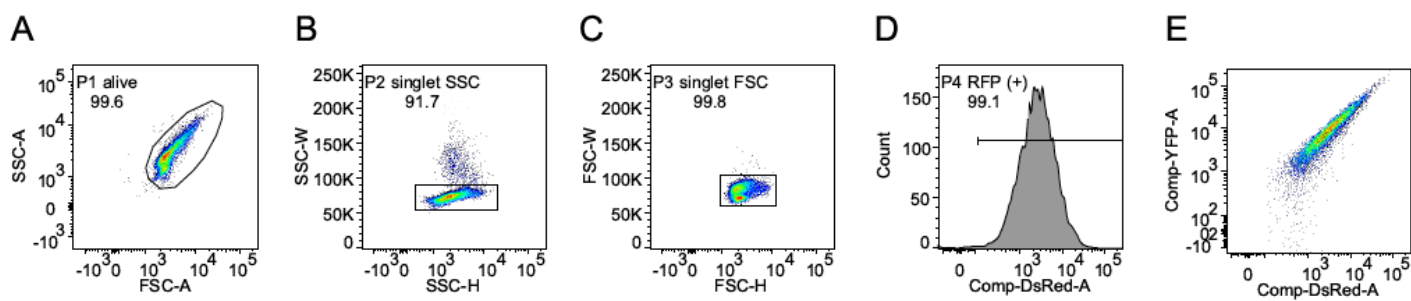 A
P1 alive
99.6
10^5
10^4
10^3
0
-10^3
SSC-A
-10^3 0 10^3 10^4 10^5
FSC-A
B
P2 singlet SSC
91.7
250K
200K
150K
100K
50K
0
SSC-W
-10^3 0 10^3 10^4 10^5
SSC-H
C
P3 singlet FSC
99.8
250K
200K
150K
100K
50K
0
FSC-W
-10^3 0 10^3 10^4 10^5
FSC-H
D
P4 RFP (+)
99.1
150
100
50
0
Count
0 10^3 10^4 10^5
Comp-DsRed-A
E
10^5
10^4
10^3
10^2
Comp-YFP-A
0 10^3 10^4 10^5
Comp-DsRed-A